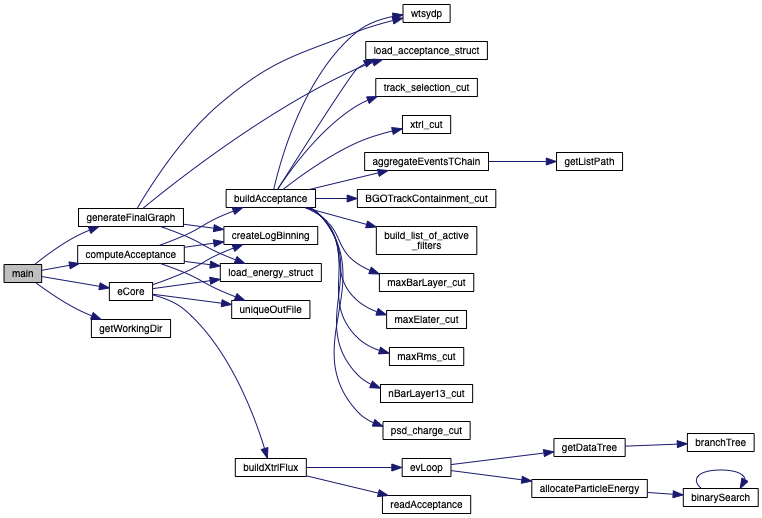 main
generateFinalGraph
computeAcceptance
eCore
getWorkingDir
buildAcceptance
createLogBinning
load_energy_struct
uniqueOutFile
buildXtrlFlux
wtsydp
load_acceptance_struct
track_selection_cut
xtrl_cut
aggregateEventsTChain
BGOTrackContainment_cut
build_list_of_active
_filters
maxBarLayer_cut
maxElater_cut
maxRms_cut
nBarLayer13_cut
psd_charge_cut
evLoop
readAcceptance
getListPath
getDataTree
allocateParticleEnergy
branchTree
binarySearch